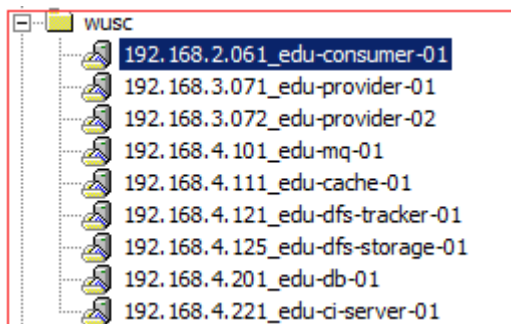 wusc
192.168.2.061_edu-consumer-01
192.168.3.071_edu-provider-01
192.168.3.072_edu-provider-02
192.168.4.101_edu-mq-01
192.168.4.111_edu-cache-01
192.168.4.121_edu-dfs-tracker-01
192.168.4.125_edu-dfs-storage-01
192.168.4.201_edu-db-01
192.168.4.221_edu-ci-server-01